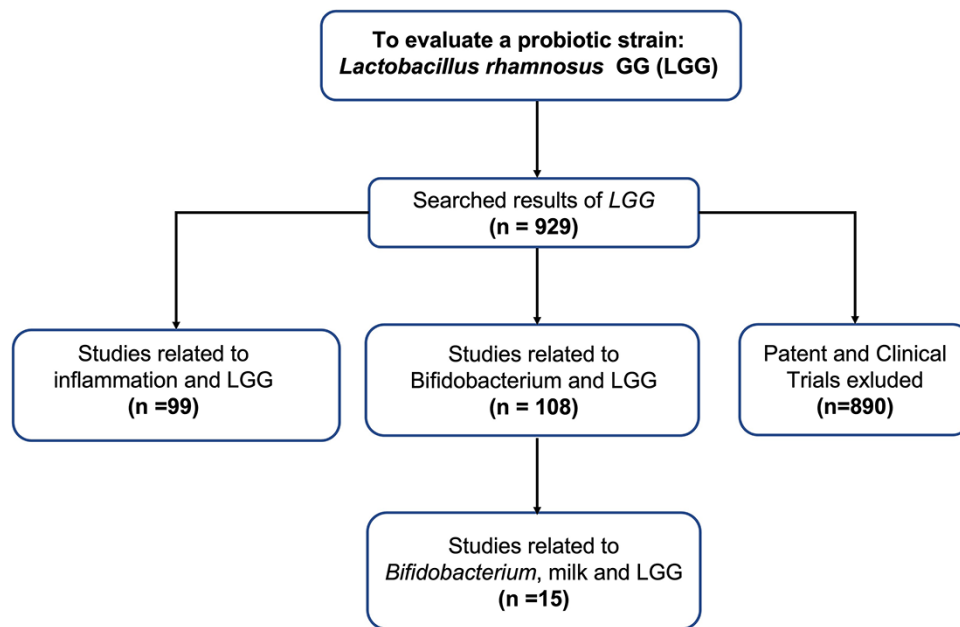 To evaluate a probiotic strain:
Lactobacillus rhamnosus GG (LGG)
Searched results of LGG
(n = 929)
Studies related to
inflammation and LGG
(n =99)
Studies related to
Bifidobacterium and LGG
(n = 108)
Patent and Clinical
Trials exluded
(n=890)
Studies related to
Bifidobacterium, milk and LGG
(n =15)